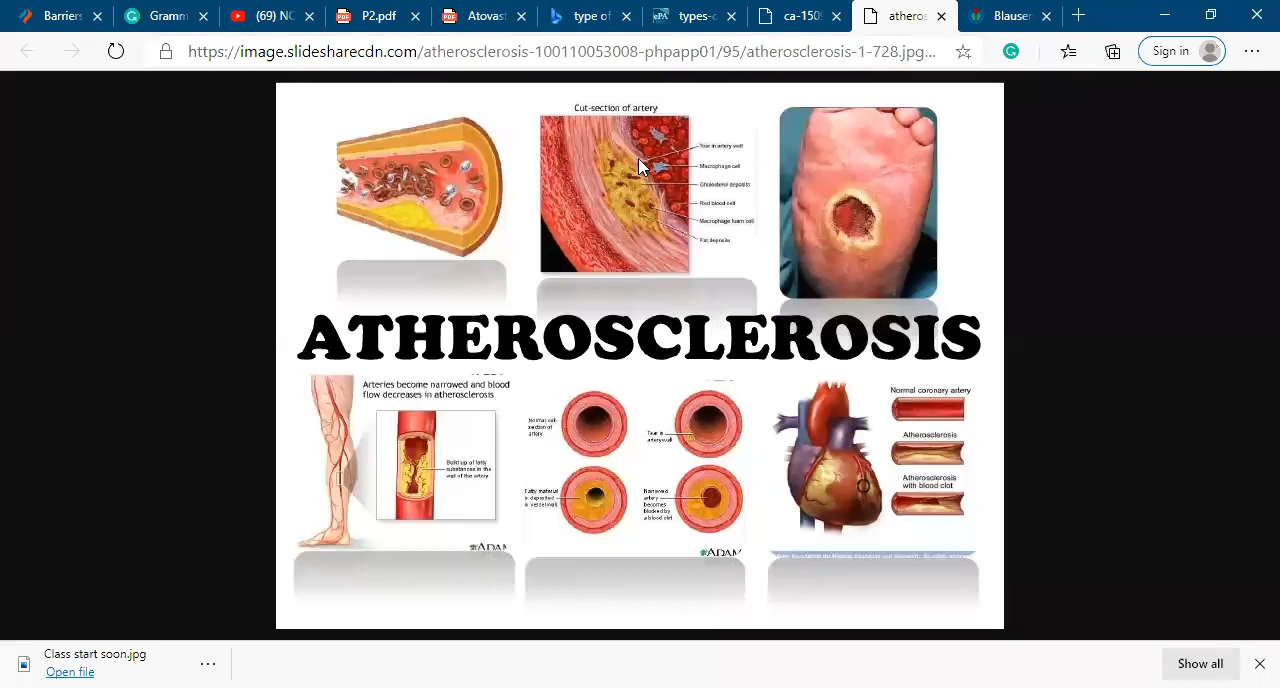 Barriers
Gramm
(69) NC
P2.pdf
Atovast
type of
types-c
ca-150
atheros
Blauser
https://image.slidesharecdn.com/atherosclerosis-100110053008-phpapp01/95/atherosclerosis-1-728.jpg...
Sign in
Cut-section of artery
Tear in artery wall
Macrophage cell
Cholesterol deposits
Red blood cell
Macrophage foam cell
Fat deposits
ATHEROSCLEROSIS
Arteries become narrowed and blood
flow decreases in atherosclerosis
Build up of fatty
substances in the
wall of the artery
Normal cut-
section of
artery
Tear in
artery wall
Fatty material
is deposited
in vessel wall
Narrowed
artery
becomes
blocked by
a blood clot
Normal coronary artery
Atherosclerosis
Atherosclerosis
with blood clot
ADAM
ADAM
Class start soon.jpg
Open file
Show all